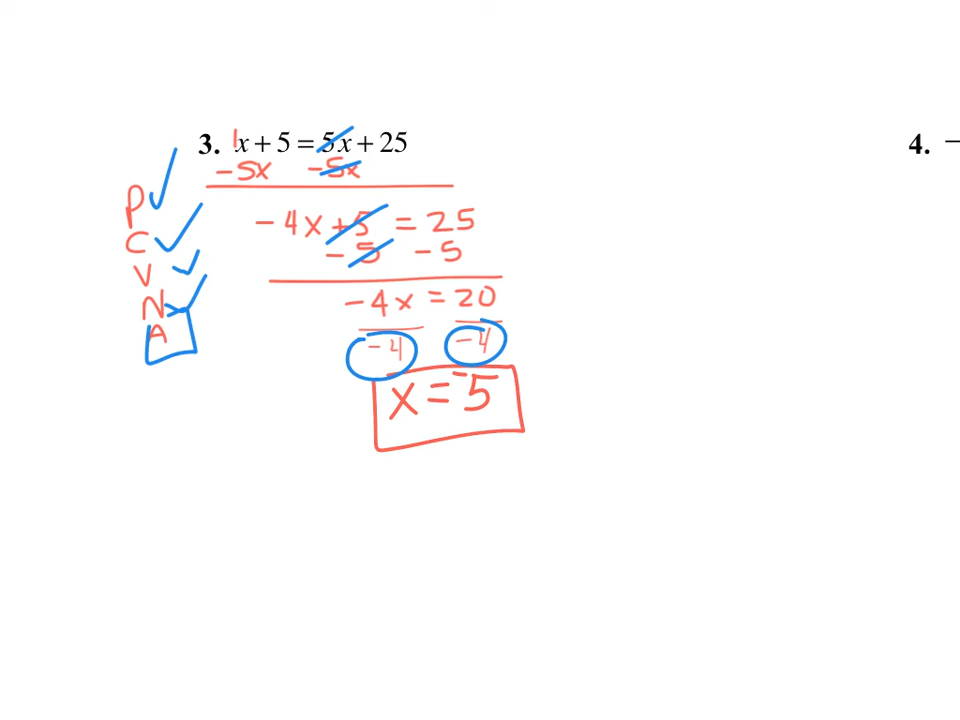 3. 1x + 5 = 5x + 25
-5x -5x
P
-4x +5 = 25
C
- 5 - 5
V
-4x = 20
N
A
-4 -4
x = -5
4. −